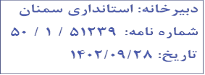 دبیرخانه: استانداری سمنان
شماره نامه: ۵۱۲۳۹ / ۱ / ۵۰
تاریخ: ۱۴۰۲/۰۹/۲۸